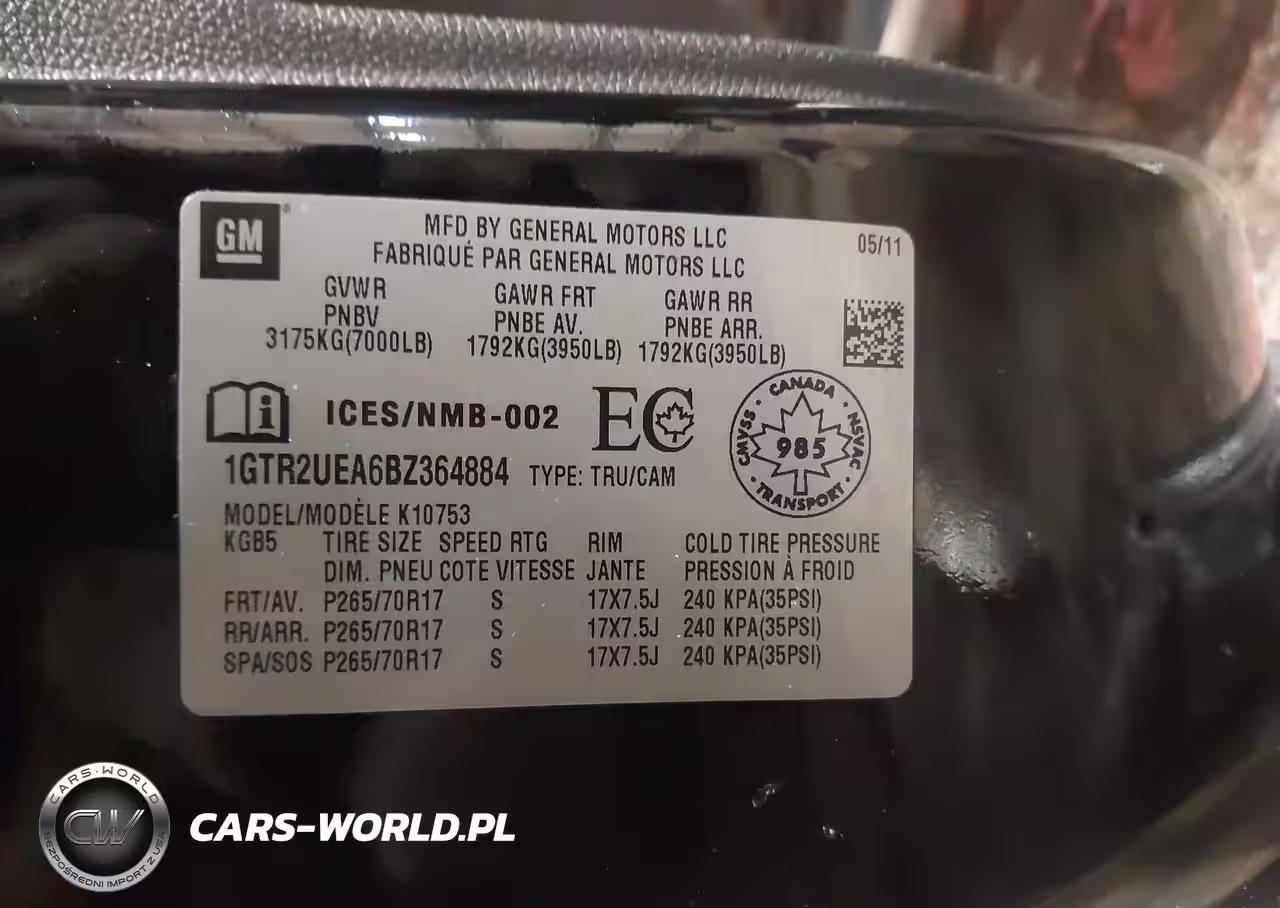 GM
MFD BY GENERAL MOTORS LLC
FABRIQUÉ PAR GENERAL MOTORS LLC
05/11
GVWR GAWR FRT GAWR RR
PNBV PNBE AV. PNBE ARR.
3175KG(7000LB) 1792KG(3950LB) 1792KG(3950LB)
ICES/NMB-002 EC
CANADA
CMVSS 985 NSVAC
TRANSPORT
1GTR2UEA6BZ364884 TYPE: TRU/CAM
MODEL/MODÈLE K10753
KGB5 TIRE SIZE SPEED RTG RIM COLD TIRE PRESSURE
DIM. PNEU COTE VITESSE JANTE PRESSION À FROID
FRT/AV. P265/70R17 S 17X7.5J 240 KPA(35PSI)
RR/ARR. P265/70R17 S 17X7.5J 240 KPA(35PSI)
SPA/SOS P265/70R17 S 17X7.5J 240 KPA(35PSI)
CARS-WORLD
CW
BEZPOŚREDNI IMPORT Z USA
CARS-WORLD.PL